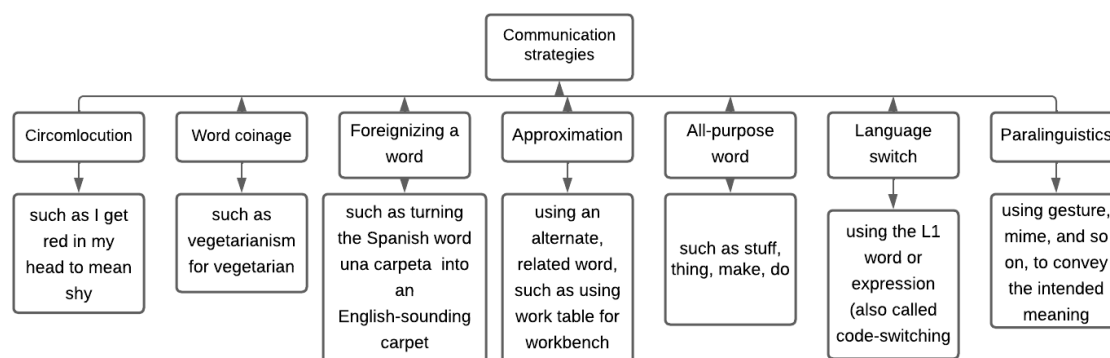 Communication
strategies
Circomlocution
Word coinage
Foreignizing a
word
Approximation
All-purpose
word
Language
switch
Paralinguistics
such as I get
red in my
head to mean
shy
such as
vegetarianism
for vegetarian
such as turning
the Spanish word
una carpeta into
an
English-sounding
carpet
using an
alternate,
related word,
such as using
work table for
workbench
such as stuff,
thing, make, do
using the L1
word or
expression
(also called
code-switching
using gesture,
mime, and so
on, to convey
the intended
meaning